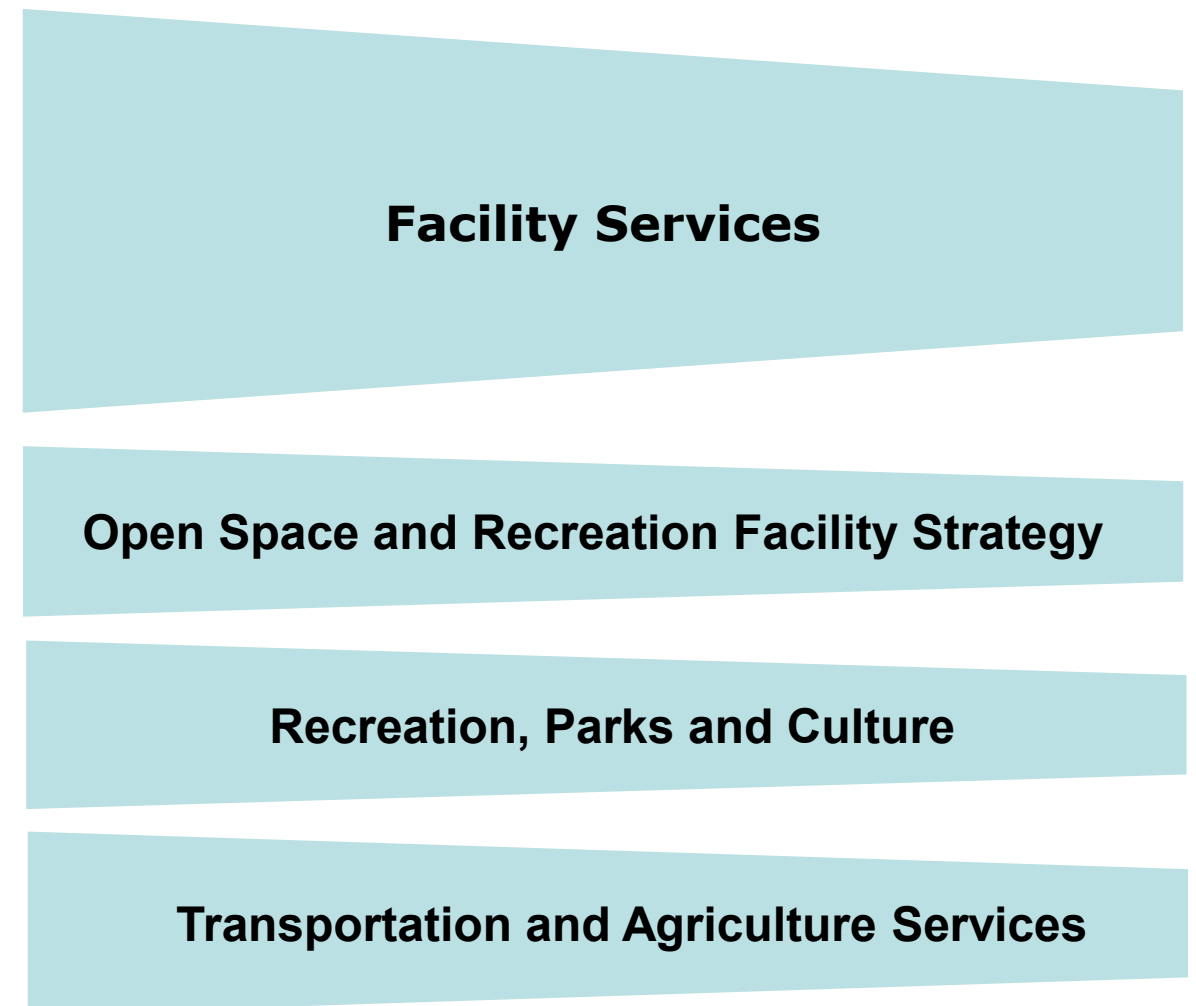 Facility Services
Open Space and Recreation Facility Strategy
Recreation, Parks and Culture
Transportation and Agriculture Services